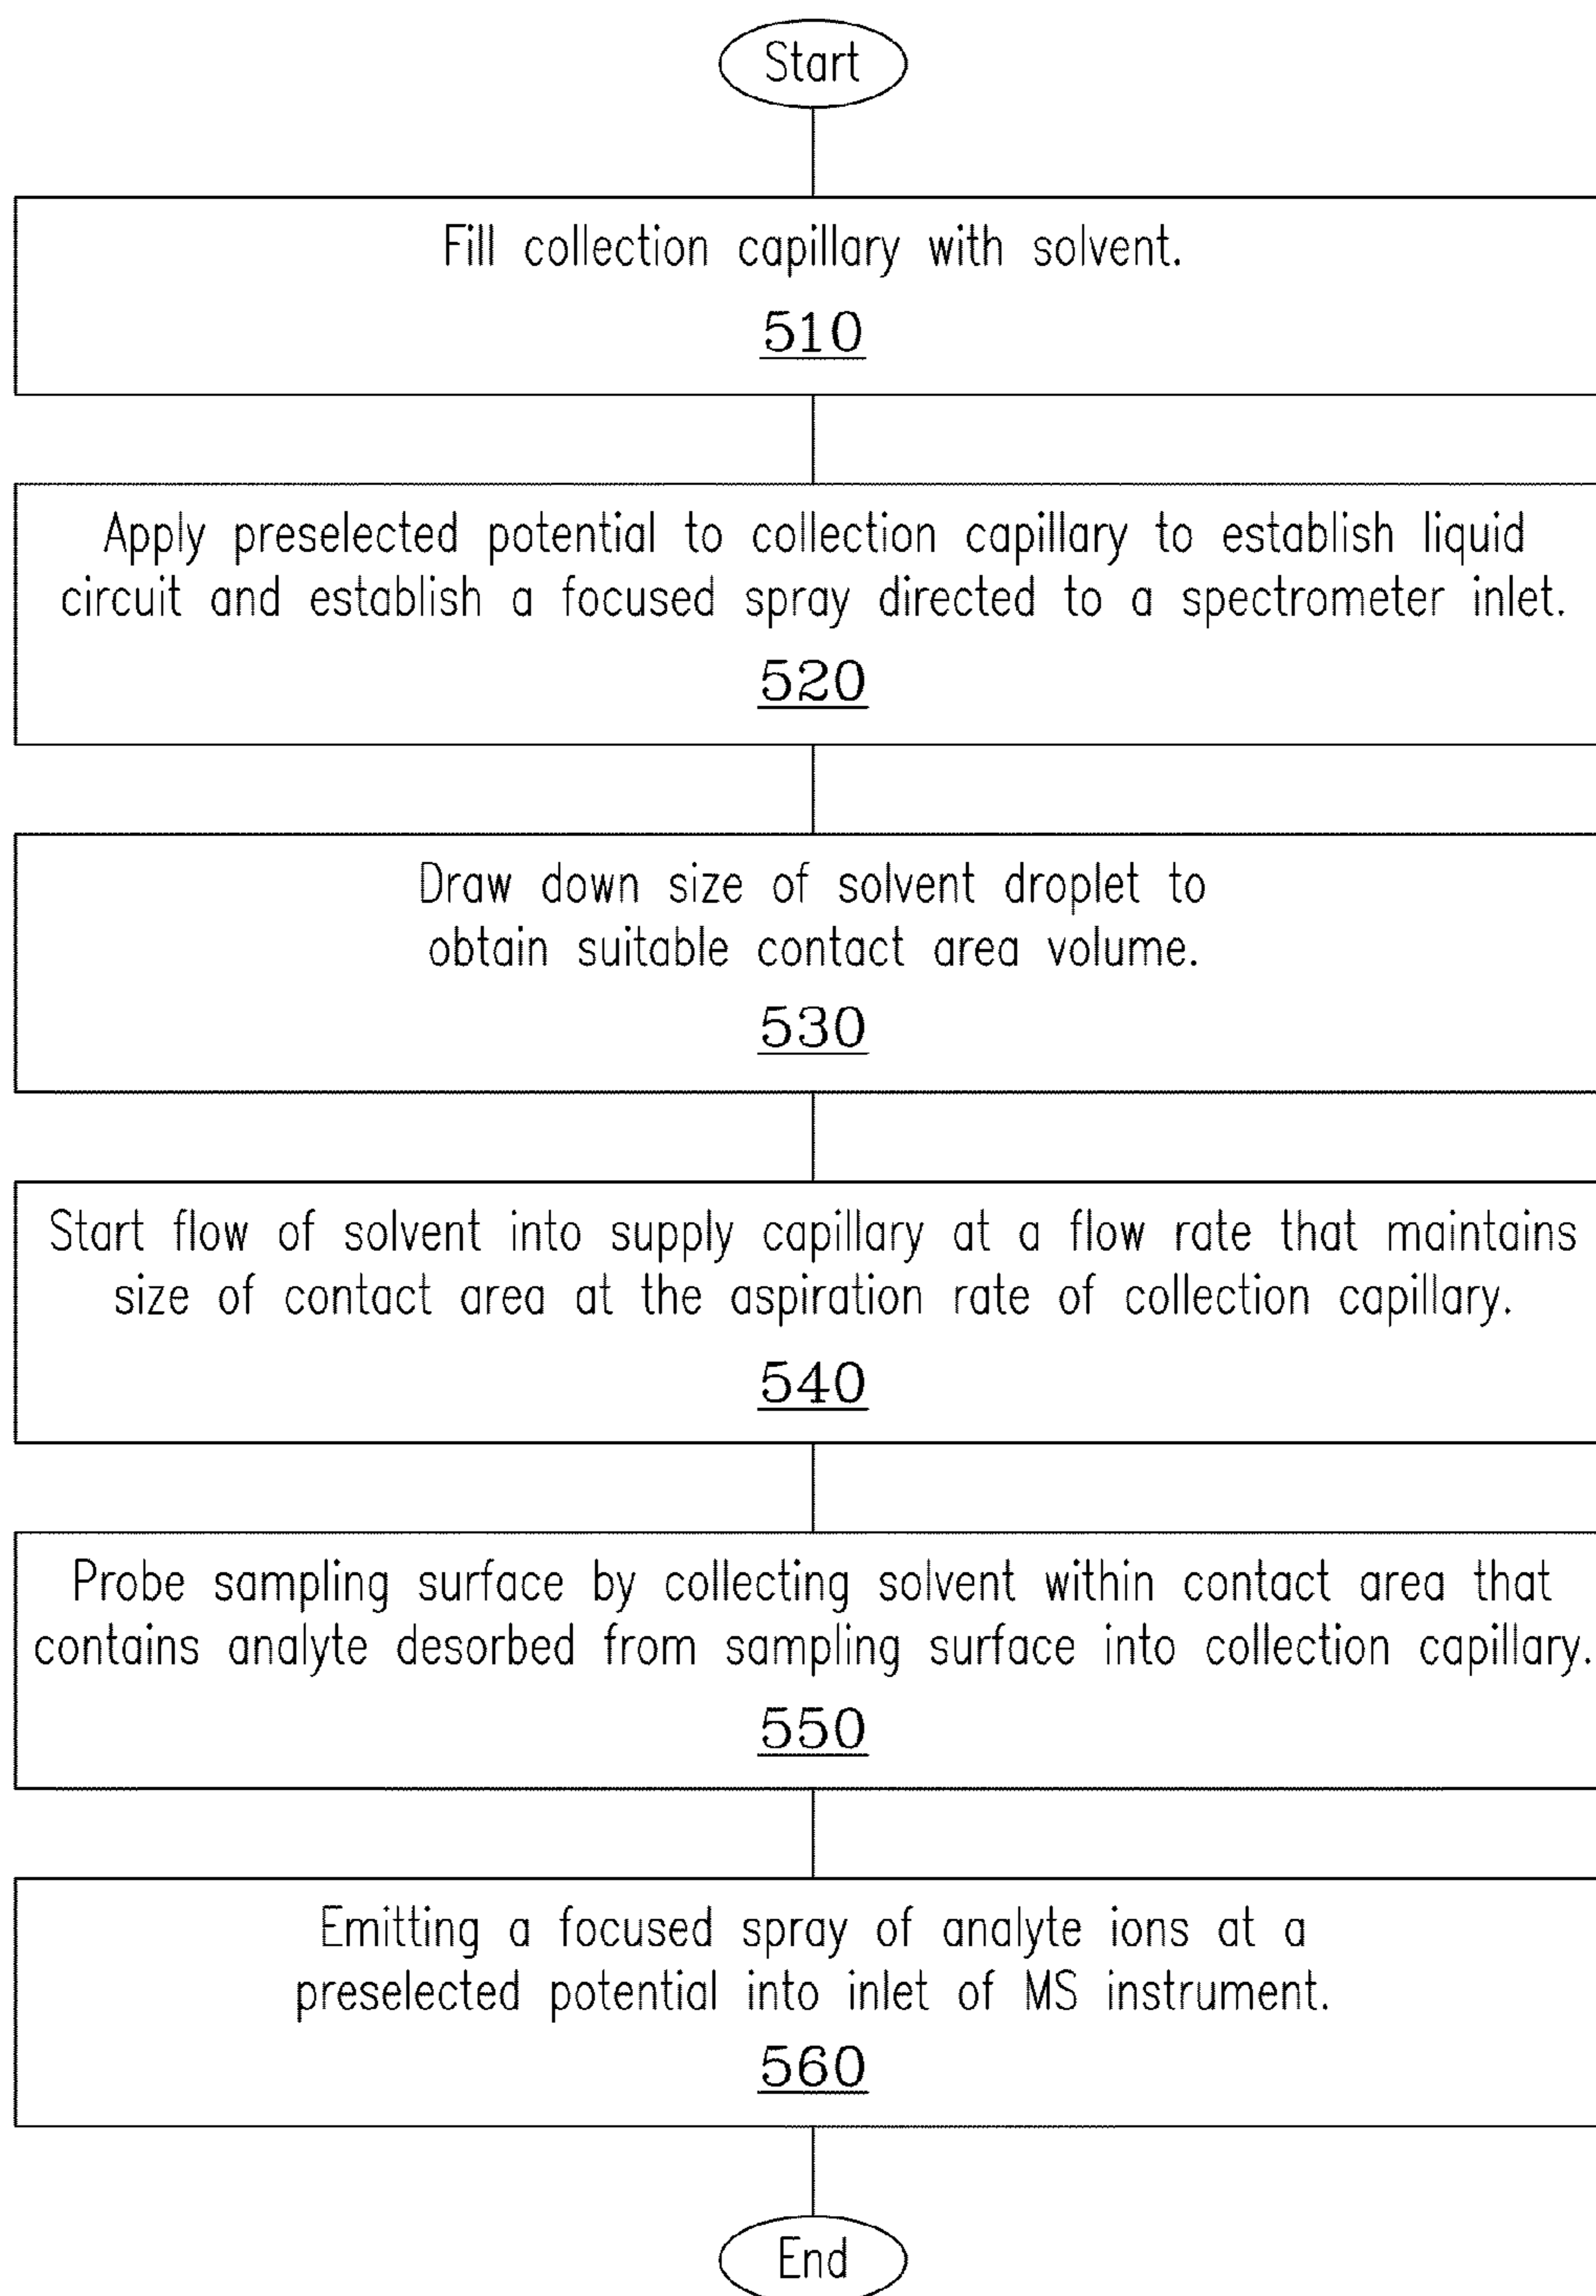 Start
Fill collection capillary with solvent.
510
Apply preselected potential to collection capillary to establish liquid
circuit and establish a focused spray directed to a spectrometer inlet.
520
Draw down size of solvent droplet to
obtain suitable contact area volume.
530
Start flow of solvent into supply capillary at a flow rate that maintains
size of contact area at the aspiration rate of collection capillary.
540
Probe sampling surface by collecting solvent within contact area that
contains analyte desorbed from sampling surface into collection capillary.
550
Emitting a focused spray of analyte ions at a
preselected potential into inlet of MS instrument.
560
End